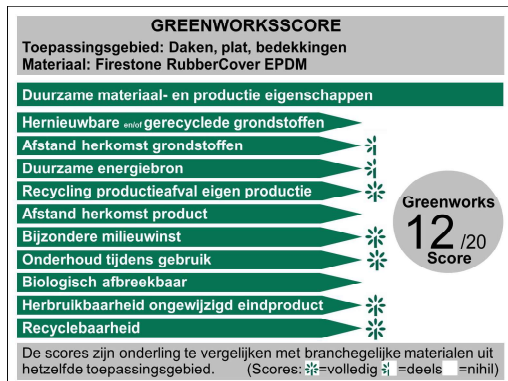 GREENWORKSSCORE
Toepassingsgebied: Daken, plat, bedekkingen
Materiaal: Firestone RubberCover EPDM
Duurzame materiaal- en productie eigenschappen
Hernieuwbare en/of gerecyclede grondstoffen
Afstand herkomst grondstoffen
Duurzame energiebron
Recycling productieafval eigen productie
Afstand herkomst product
Bijzondere milieuwinst
Onderhoud tijdens gebruik
Biologisch afbreekbaar
Herbruikbaarheid ongewijzigd eindproduct
Recyclebaarheid
Greenworks
12 /20
Score
De scores zijn onderling te vergelijken met branchegelijke materialen uit
hetzelfde toepassingsgebied. (Scores: =volledig =deels =nihil)